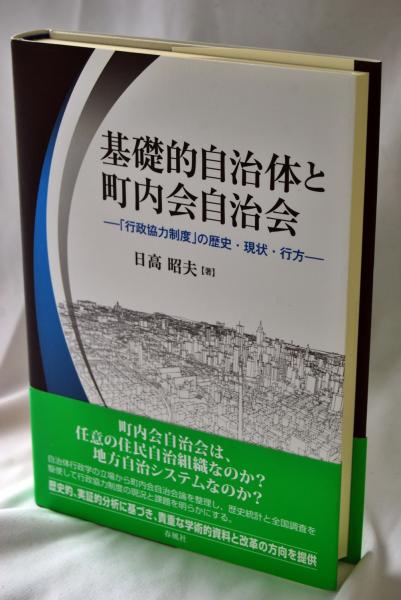 基礎的自治体と
町内会自治会
―「行政協力制度」の歴史・現状・行方―
日高 昭夫【著】
町内会自治会は、
任意の住民自治組織なのか?
地方自治システムなのか?
自治体行政学の立場から町内会自治会論を整理し、歴史統計と全国調査を
駆使して行政協力制度の現況と課題を明らかにする。
歴史的、実証的分析に基づき、貴重な学術的資料と改革の方向を提供
春風社